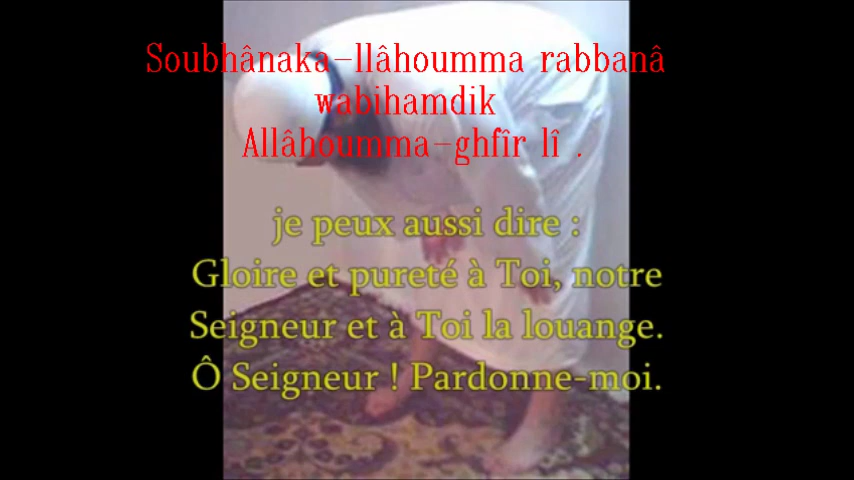 Soubhânaka-llâhoumma rabbanâ
wabihamdik
Allâhoumma-ghfîr lî .
je peux aussi dire :
Gloire et pureté à Toi, notre
Seigneur et à Toi la louange.
Ô Seigneur ! Pardonne-moi.